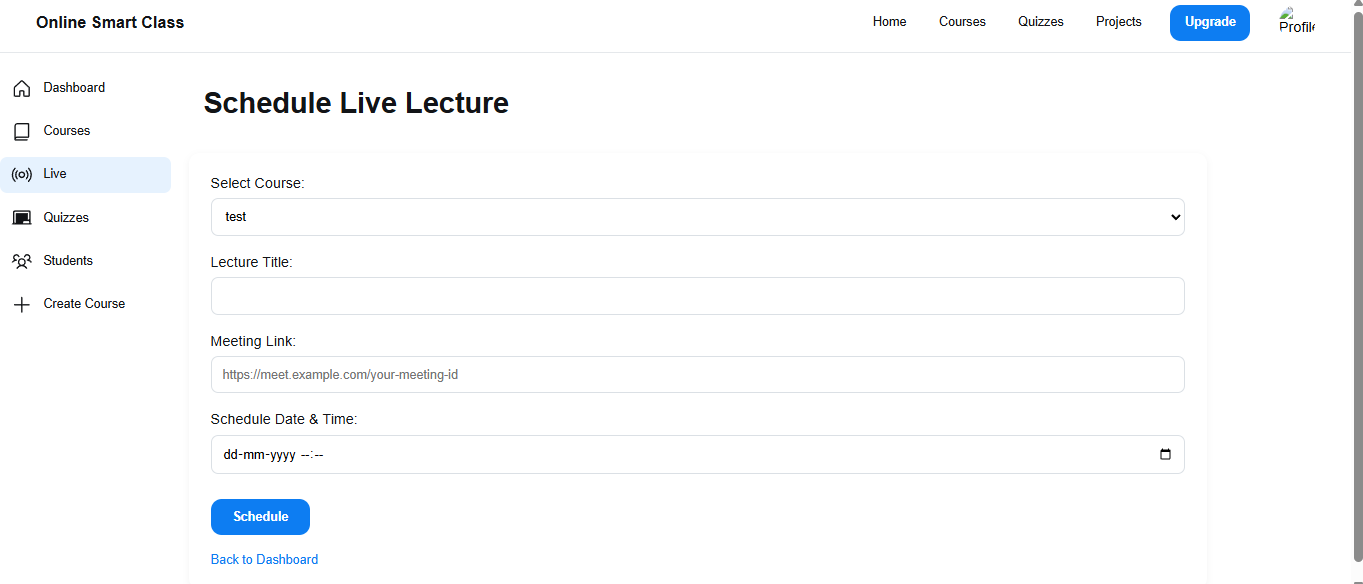 Online Smart Class
Home Courses Quizzes Projects Upgrade Profile
Dashboard
Courses
Live
Quizzes
Students
Create Course
Schedule Live Lecture
Select Course:
test
Lecture Title:
Meeting Link:
https://meet.example.com/your-meeting-id
Schedule Date & Time:
dd-mm-yyyy --:--
Schedule
Back to Dashboard